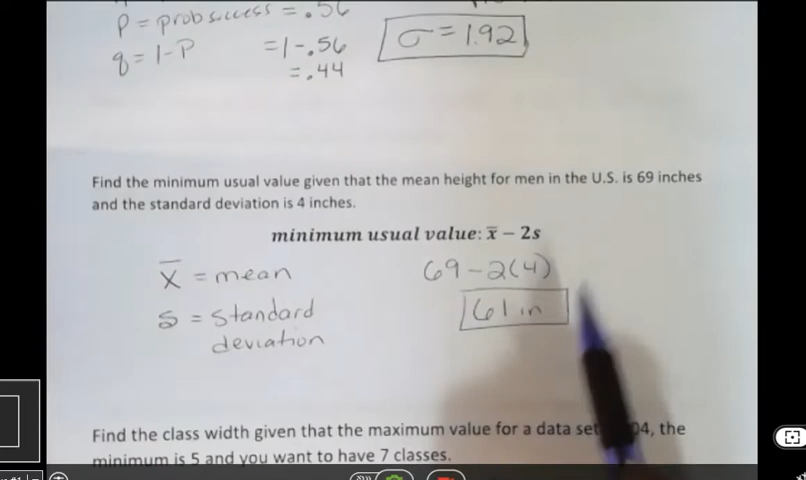 P = prob success = .56
q = 1-P = 1-.56
= .44
σ = 1.92
Find the minimum usual value given that the mean height for men in the U.S. is 69 inches
and the standard deviation is 4 inches.
minimum usual value: x̅ − 2s
x̅ = mean
69 - 2(4)
s = standard
deviation
61 in
Find the class width given that the maximum value for a data set 04, the
minimum is 5 and you want to have 7 classes.